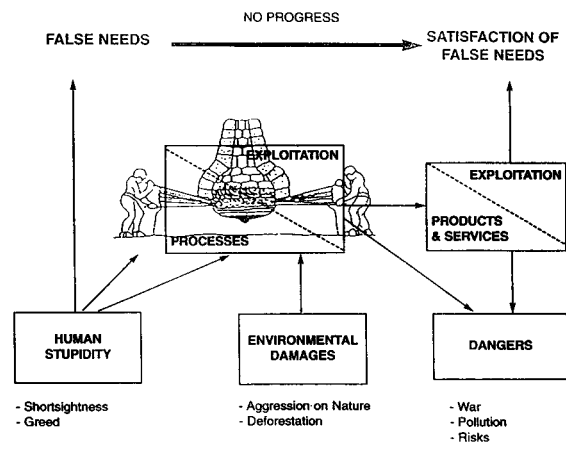 NO PROGRESS
FALSE NEEDS
SATISFACTION OF
FALSE NEEDS
EXPLOITATION
PROCESSES
EXPLOITATION
PRODUCTS
& SERVICES
HUMAN
STUPIDITY
ENVIRONMENTAL
DAMAGES
DANGERS
- Shortsightness
- Greed
- Aggression on Nature
- Deforestation
- War
- Pollution
- Risks